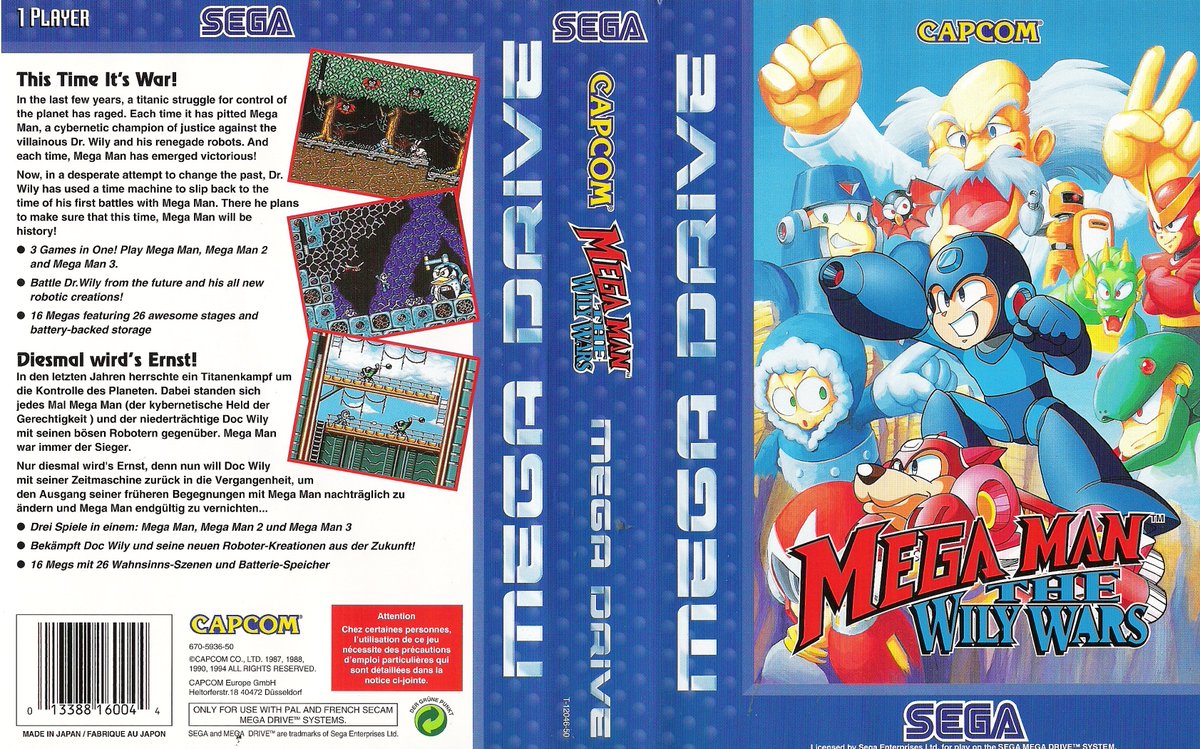 1 PLAYER
SEGA
This Time It's War!
In the last few years, a titanic struggle for control of
the planet has raged. Each time it has pitted Mega
Man, a cybernetic champion of justice against the
villainous Dr. Wily and his renegade robots. And
each time, Mega Man has emerged victorious!
Now, in a desperate attempt to change the past, Dr.
Wily has used a time machine to slip back to the
time of his first battles with Mega Man. There he plans
to make sure that this time, Mega Man will be
history!
● 3 Games in One! Play Mega Man, Mega Man 2
and Mega Man 3.
● Battle Dr.Wily from the future and his all new
robotic creations!
● 16 Megas featuring 26 awesome stages and
battery-backed storage
Diesmal wird's Ernst!
In den letzten Jahren herrschte ein Titanenkampf um
die Kontrolle des Planeten. Dabei standen sich
jedes Mal Mega Man (der kybernetische Held der
Gerechtigkeit ) und der niederträchtige Doc Wily
mit seinen bösen Robotern gegenüber. Mega Man
war immer der Sieger.
Nur diesmal wird's Ernst, denn nun will Doc Wily
mit seiner Zeitmaschine zurück in die Vergangenheit, um
den Ausgang seiner früheren Begegnungen mit Mega Man nachträglich zu
ändern und Mega Man endgültig zu vernichten...
● Drei Spiele in einem: Mega Man, Mega Man 2 und Mega Man 3
● Bekämpft Doc Wily und seine neuen Roboter-Kreationen aus der Zukunft!
● 16 Megs mit 26 Wahnsinns-Szenen und Batterie-Speicher
0 13388 16004 4
MADE IN JAPAN / FABRIQUE AU JAPON
CAPCOM
670-5936-50
©CAPCOM CO., LTD. 1987, 1988,
1990, 1994 ALL RIGHTS RESERVED.
CAPCOM Europe GmbH
Heltorferstr.18 40472 Düsseldorf
Attention
Chez certaines personnes,
l'utilisation de ce jeu
nécessite des précautions
d'emploi particulières qui
sont détaillées dans la
notice ci-jointe.
ONLY FOR USE WITH PAL AND FRENCH SECAM
MEGA DRIVE™ SYSTEMS.
SEGA and MEGA DRIVE™ are trademarks of Sega Enterprises Ltd.
DER GRÜNE PUNKT
MEGA DRIVE
SEGA
CAPCOM
MEGA MAN™
THE
WILY WARS
MEGA DRIVE
T-12046-50
MEGA DRIVE
CAPCOM
MEGA MAN™
THE
WILY WARS
SEGA
Licensed by Sega Enterprises Ltd. for play on the SEGA MEGA DRIVE™ SYSTEM.